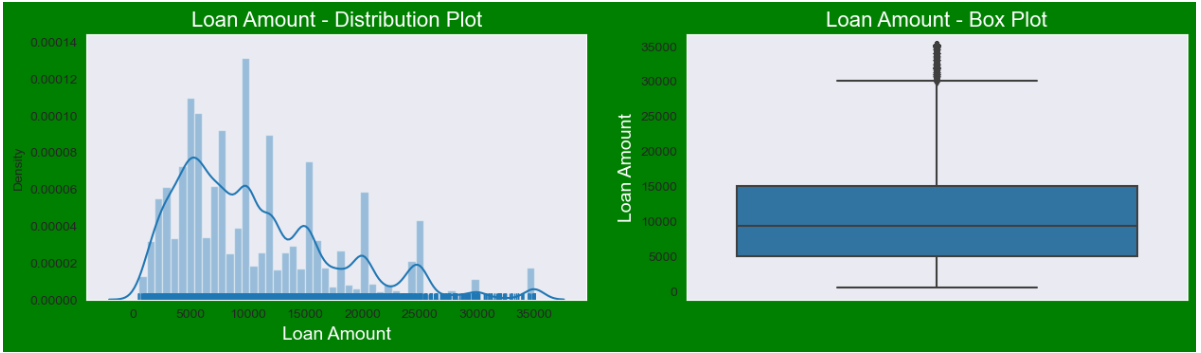 Loan Amount - Distribution Plot
0.00014
0.00012
0.00010
0.00008
0.00006
0.00004
0.00002
0.00000
Density
0 5000 10000 15000 20000 25000 30000 35000
Loan Amount
Loan Amount - Box Plot
35000
30000
25000
20000
15000
10000
5000
0
Loan Amount